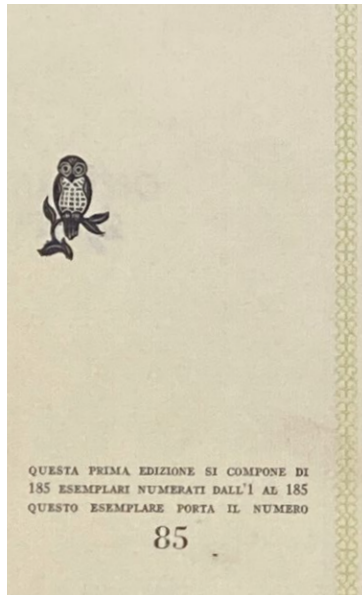 QUESTA PRIMA EDIZIONE SI COMPONE DI
185 ESEMPLARI NUMERATI DALL'1 AL 185
QUESTO ESEMPLARE PORTA IL NUMERO
85